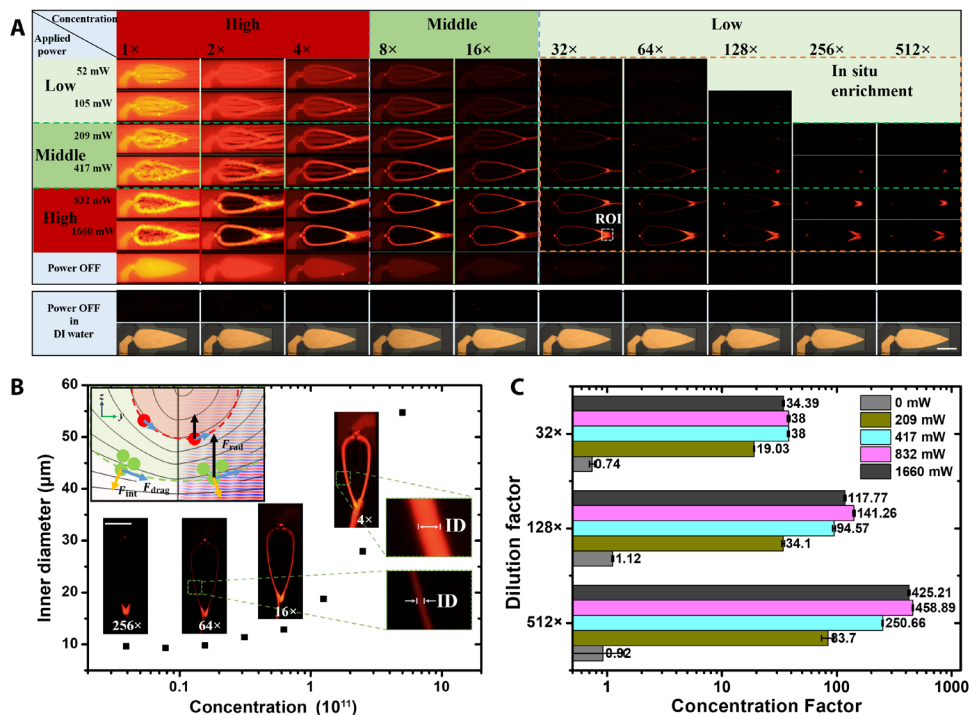 A
Concentration
Applied power
High
Middle
Low
1× 2× 4× 8× 16× 32× 64× 128× 256× 512×
Low
52 mW
105 mW
In situ
enrichment
Middle
209 mW
417 mW
High
832 mW
1660 mW
ROI
Power OFF
Power OFF
in
DI water
B
Inner diameter (μm)
60
50
40
30
20
10
z
y
F_rad
F_int
F_drag
4×
ID
ID
256×
64×
16×
0.1 1 10
Concentration (10^11)
C
Dilution factor
32×
128×
512×
34.39
38
38
19.03
0.74
117.77
141.26
94.57
34.1
1.12
425.21
458.89
250.66
83.7
0.92
0 mW
209 mW
417 mW
832 mW
1660 mW
1 10 100 1000
Concentration Factor